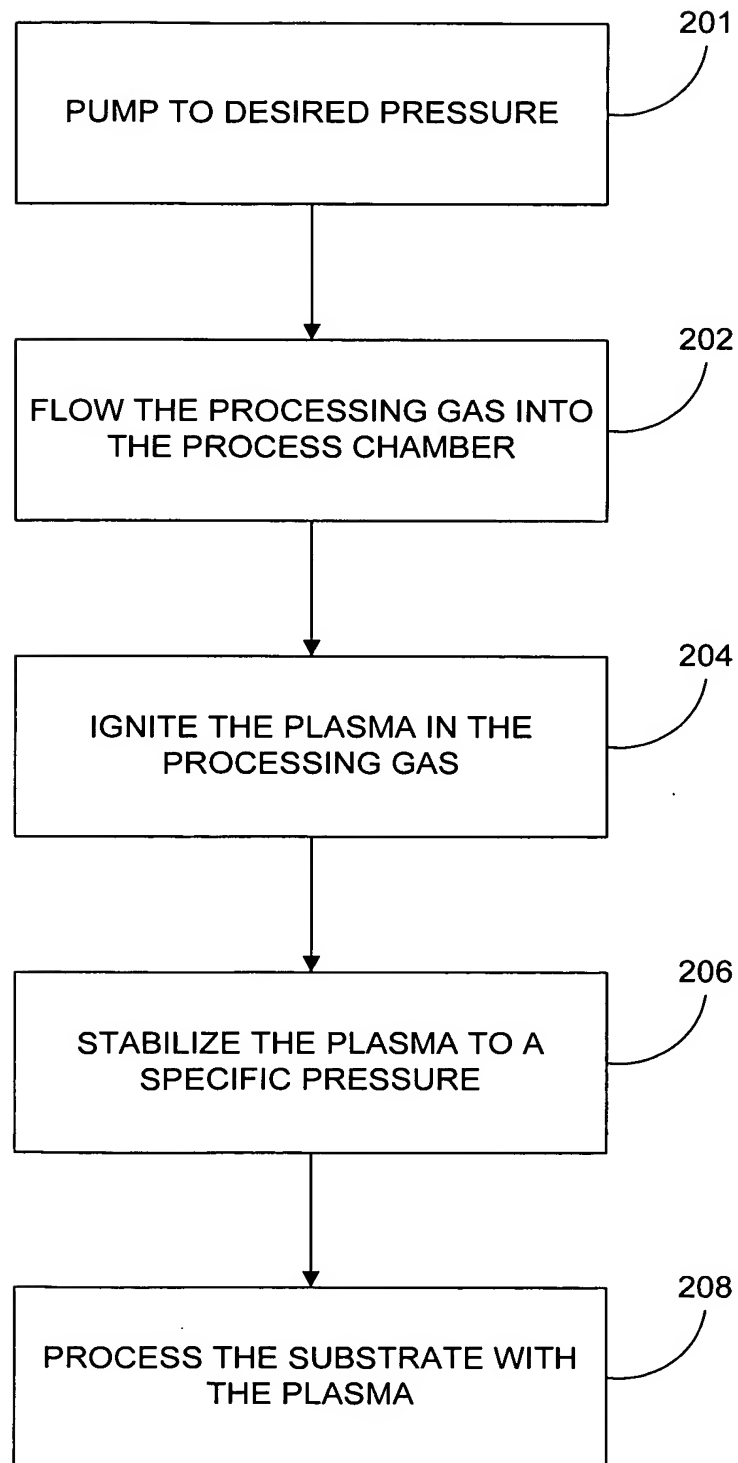 201
PUMP TO DESIRED PRESSURE
202
FLOW THE PROCESSING GAS INTO
THE PROCESS CHAMBER
204
IGNITE THE PLASMA IN THE
PROCESSING GAS
206
STABILIZE THE PLASMA TO A
SPECIFIC PRESSURE
208
PROCESS THE SUBSTRATE WITH
THE PLASMA